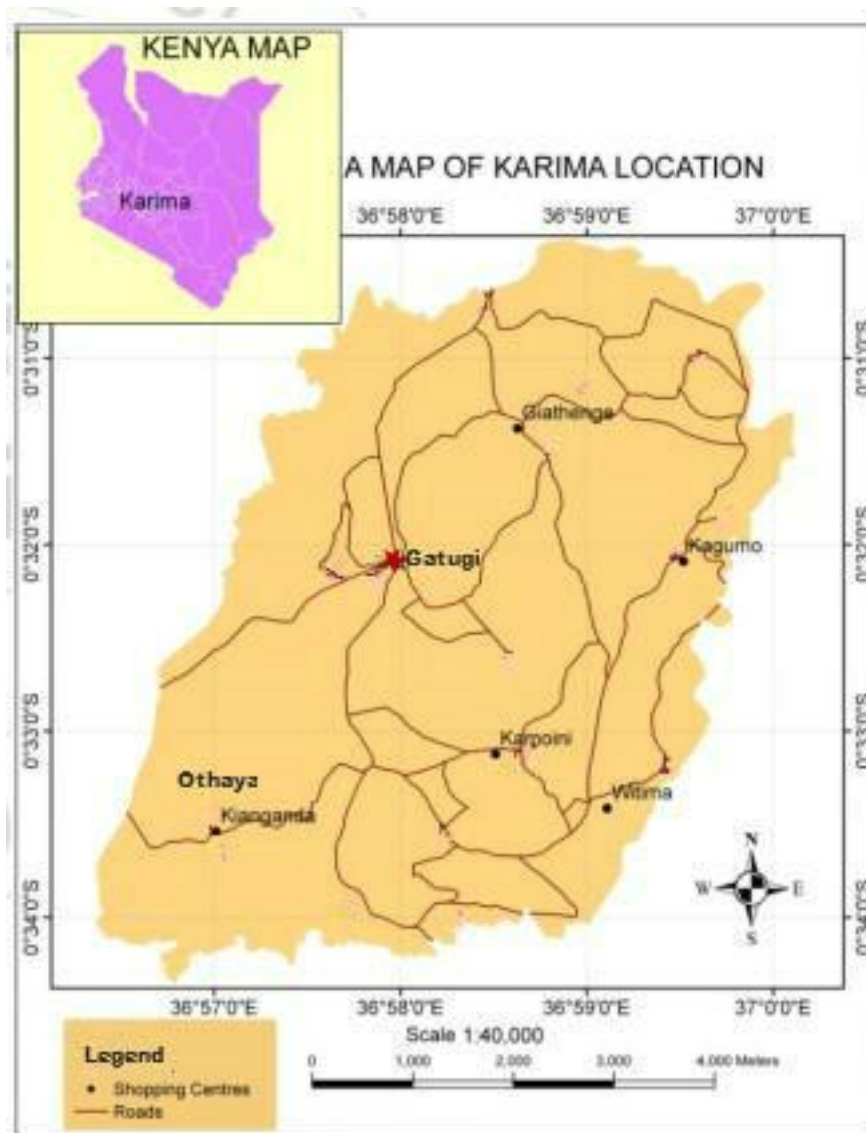 KENYA MAP
Karima
A MAP OF KARIMA LOCATION
36°58'0"E 36°59'0"E 37°0'0"E
0°31'0"S 0°31'0"S
Giathenge
0°32'0"S 0°32'0"S
Gatugi
Kagumo
0°33'0"S 0°33'0"S
Karpoini
Othaya
Witima
Kianganda
N
W E
S
0°34'0"S 0°34'0"S
36°57'0"E 36°58'0"E 36°59'0"E 37°0'0"E
Scale 1:40,000
0 1,000 2,000 3,000 4,000 Meters
Legend
Shopping Centres
Roads